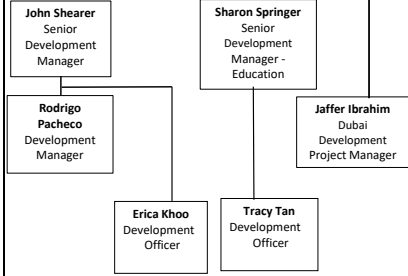 John Shearer
Senior
Development
Manager
Sharon Springer
Senior
Development
Manager -
Education
Rodrigo
Pacheco
Development
Manager
Jaffer Ibrahim
Dubai
Development
Project Manager
Erica Khoo
Development
Officer
Tracy Tan
Development
Officer